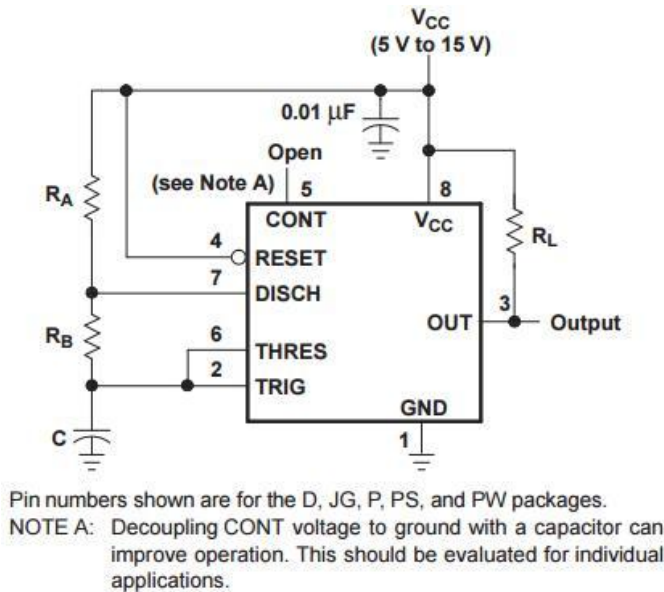 VCC
(5 V to 15 V)
0.01 µF
Open
(see Note A)
5
8
RA
CONT
VCC
4
RESET
RL
7
DISCH
3
RB
6
OUT
Output
THRES
2
TRIG
GND
C
1
Pin numbers shown are for the D, JG, P, PS, and PW packages.
NOTE A: Decoupling CONT voltage to ground with a capacitor can
improve operation. This should be evaluated for individual
applications.